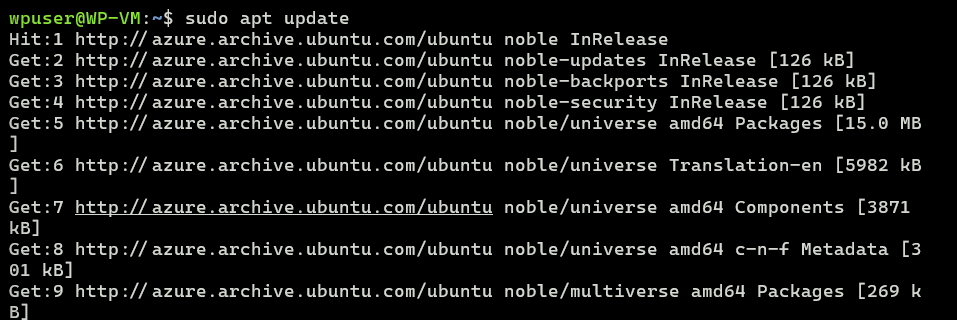 wpuser@WP-VM:~$ sudo apt update
Hit:1 http://azure.archive.ubuntu.com/ubuntu noble InRelease
Get:2 http://azure.archive.ubuntu.com/ubuntu noble-updates InRelease [126 kB]
Get:3 http://azure.archive.ubuntu.com/ubuntu noble-backports InRelease [126 kB]
Get:4 http://azure.archive.ubuntu.com/ubuntu noble-security InRelease [126 kB]
Get:5 http://azure.archive.ubuntu.com/ubuntu noble/universe amd64 Packages [15.0 MB
]
Get:6 http://azure.archive.ubuntu.com/ubuntu noble/universe Translation-en [5982 kB
]
Get:7 http://azure.archive.ubuntu.com/ubuntu noble/universe amd64 Components [3871
kB]
Get:8 http://azure.archive.ubuntu.com/ubuntu noble/universe amd64 c-n-f Metadata [3
01 kB]
Get:9 http://azure.archive.ubuntu.com/ubuntu noble/multiverse amd64 Packages [269 k
B]